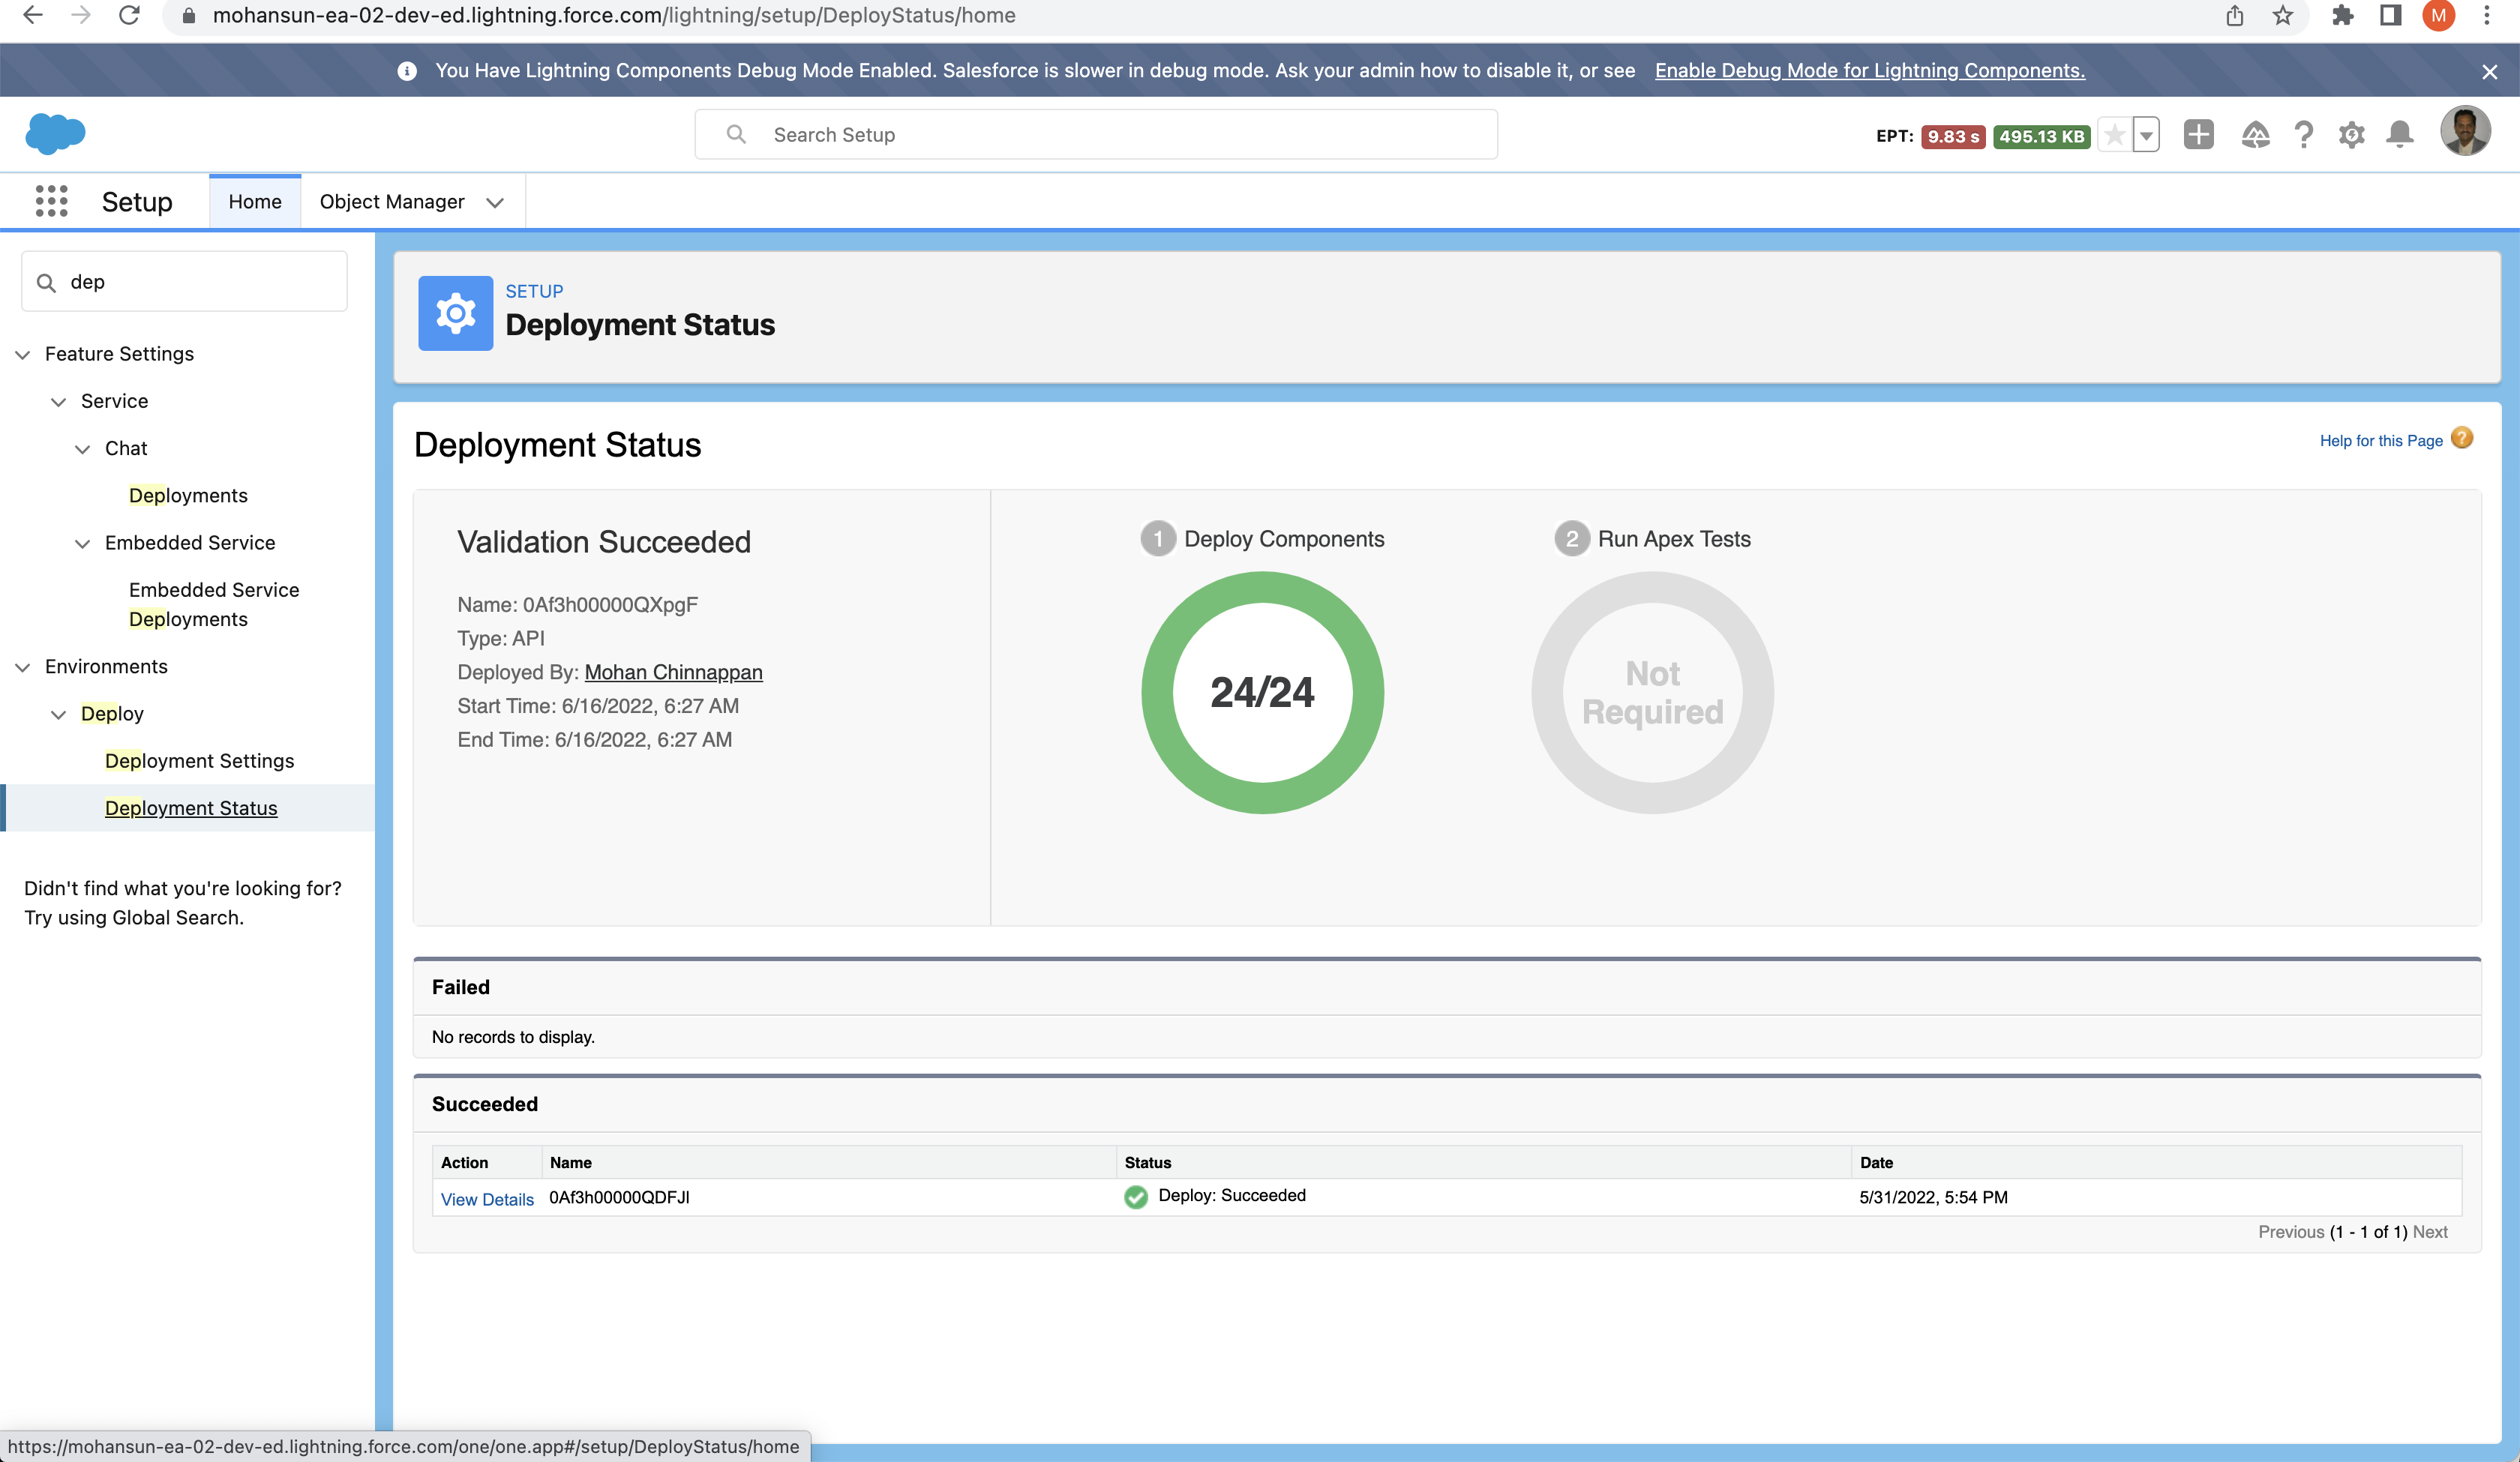 mohansun-ea-02-dev-ed.lightning.force.com/lightning/setup/DeployStatus/home
M
You Have Lightning Components Debug Mode Enabled. Salesforce is slower in debug mode. Ask your admin how to disable it, or see Enable Debug Mode for Lightning Components.
Search Setup
EPT: 9.83 s 495.13 KB
Setup
Home
Object Manager
dep
Feature Settings
Service
Chat
Deployments
Embedded Service
Embedded Service
Deployments
Environments
Deploy
Deployment Settings
Deployment Status
Didn't find what you're looking for?
Try using Global Search.
SETUP
Deployment Status
Deployment Status
Help for this Page ?
Validation Succeeded
Name: 0Af3h00000QXpgF
Type: API
Deployed By: Mohan Chinnappan
Start Time: 6/16/2022, 6:27 AM
End Time: 6/16/2022, 6:27 AM
1 Deploy Components
24/24
2 Run Apex Tests
Not
Required
Failed
No records to display.
Succeeded
Action Name Status Date
View Details 0Af3h00000QDFJl Deploy: Succeeded 5/31/2022, 5:54 PM
Previous (1 - 1 of 1) Next
https://mohansun-ea-02-dev-ed.lightning.force.com/one/one.app#/setup/DeployStatus/home